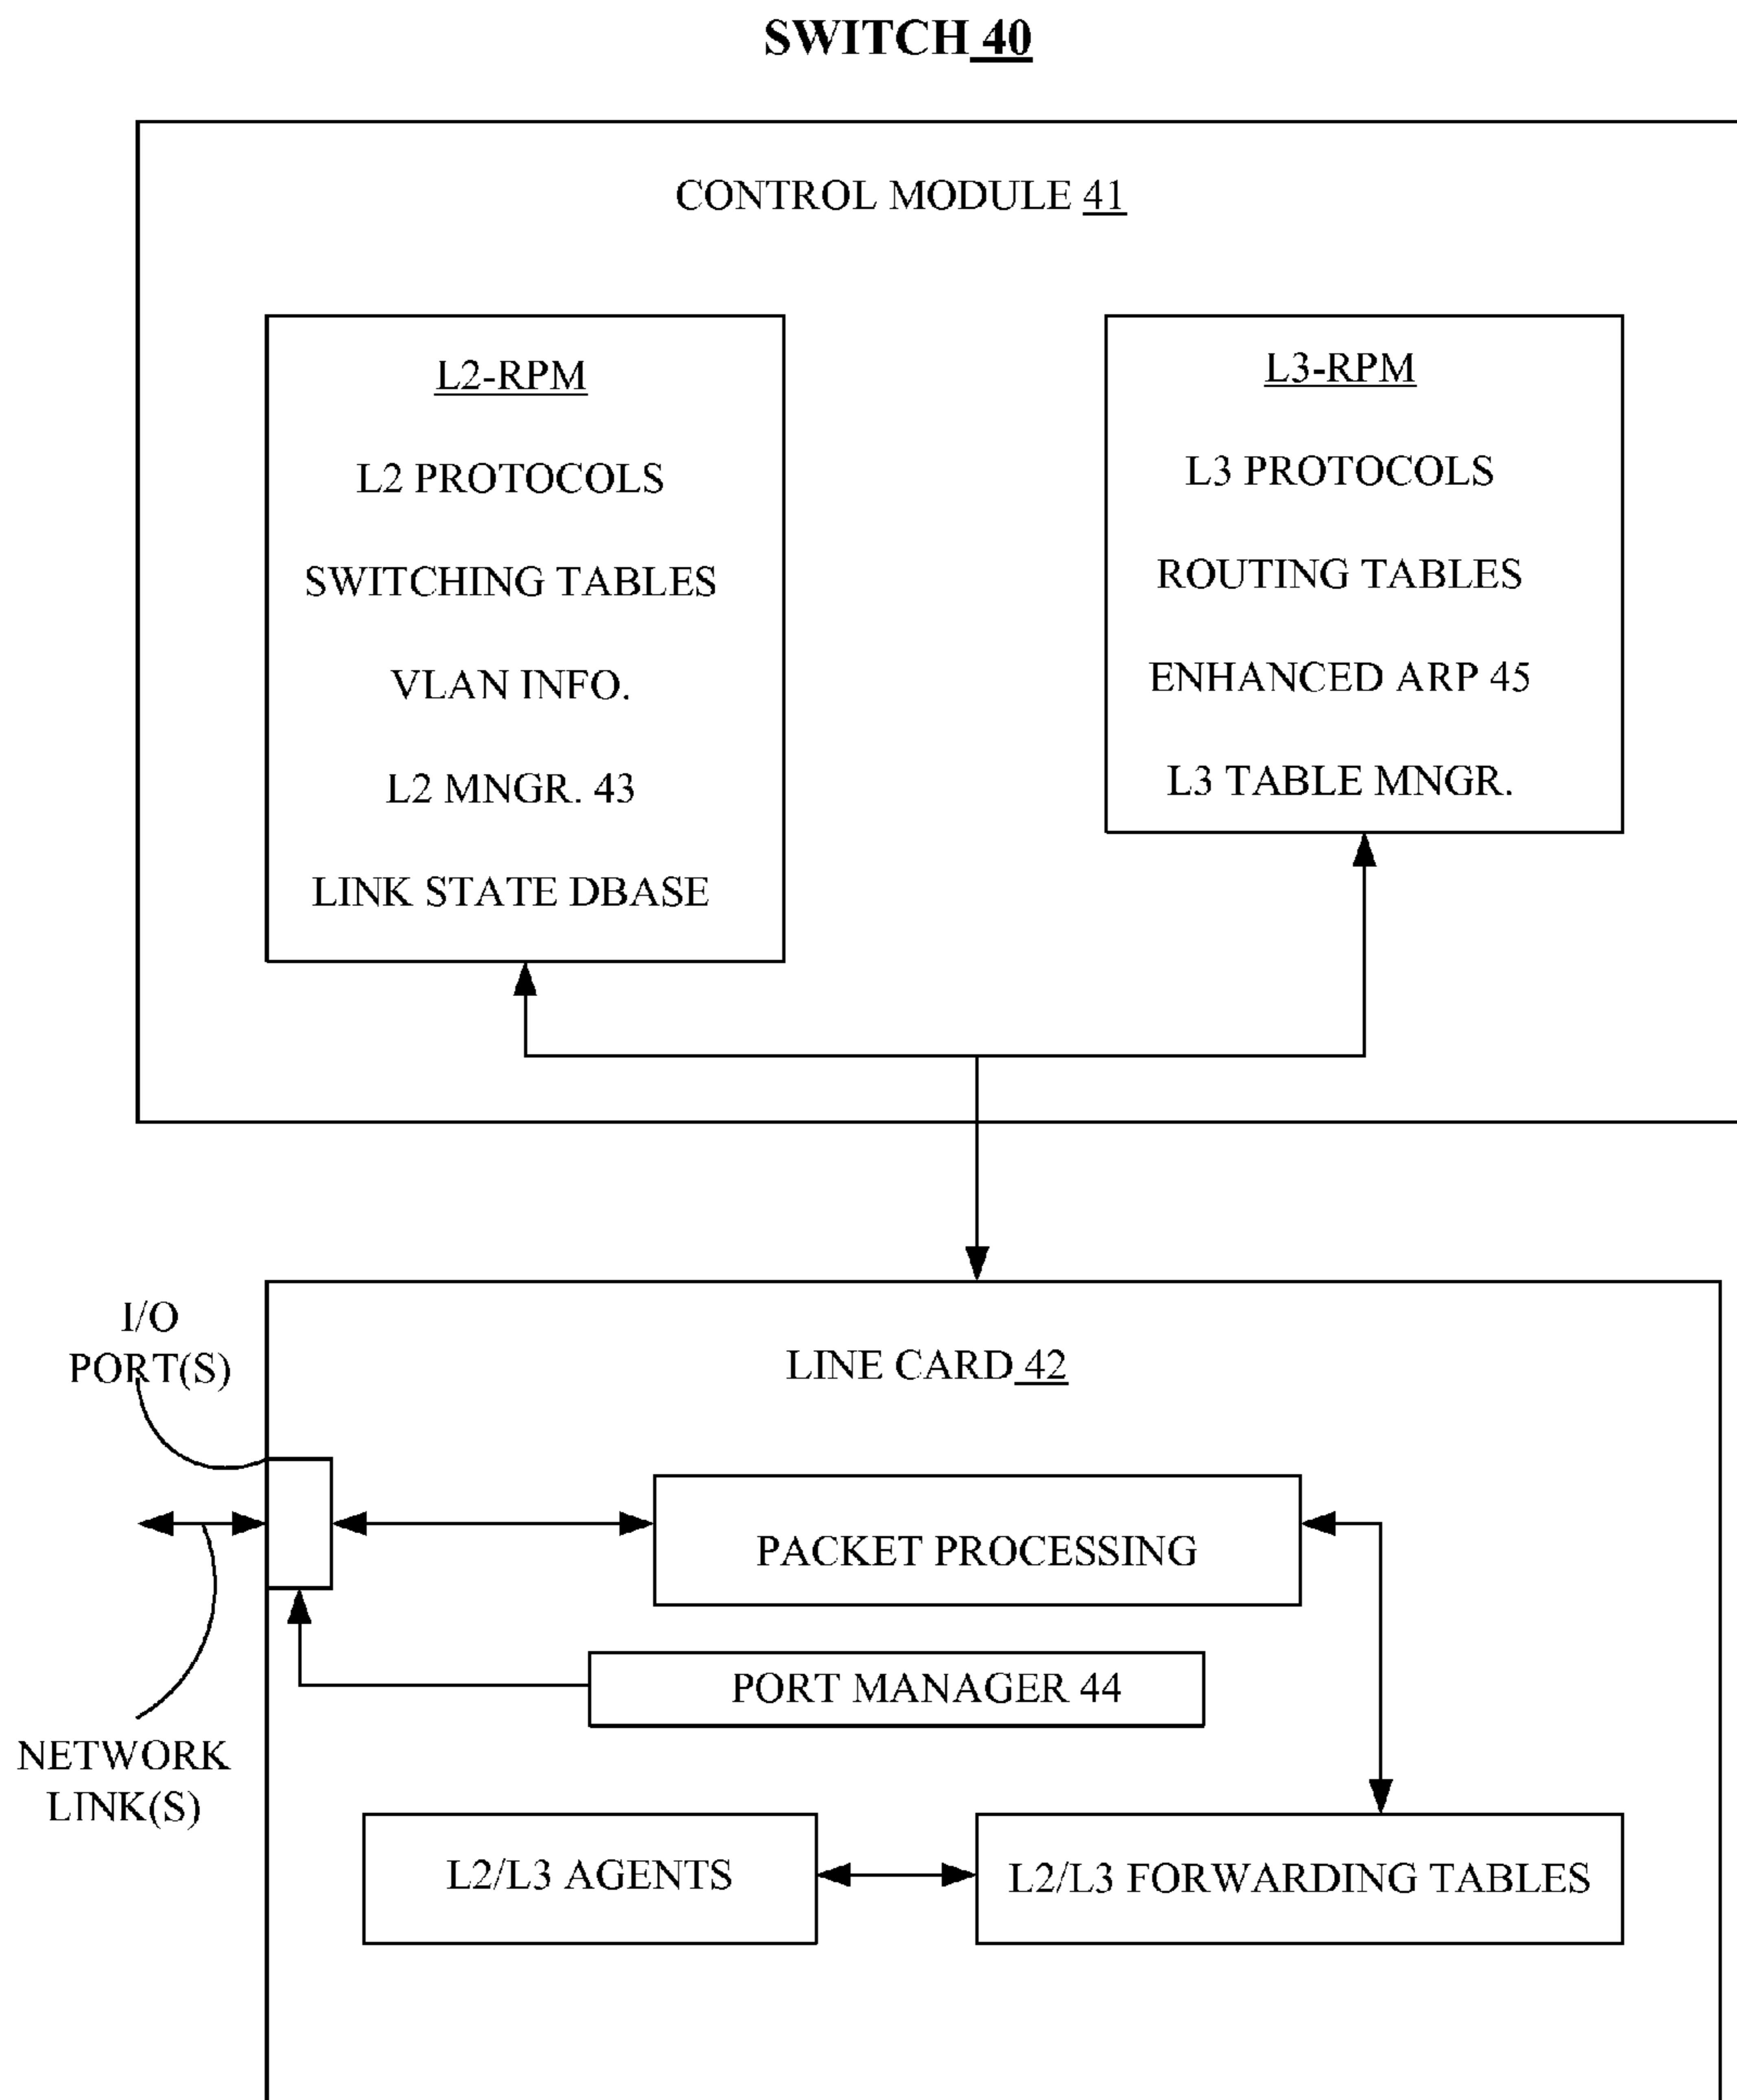 SWITCH 40
CONTROL MODULE 41
L2-RPM
L2 PROTOCOLS
SWITCHING TABLES
VLAN INFO.
L2 MNGR. 43
LINK STATE DBASE
L3-RPM
L3 PROTOCOLS
ROUTING TABLES
ENHANCED ARP 45
L3 TABLE MNGR.
I/O
PORT(S)
LINE CARD 42
PACKET PROCESSING
PORT MANAGER 44
NETWORK
LINK(S)
L2/L3 AGENTS
L2/L3 FORWARDING TABLES